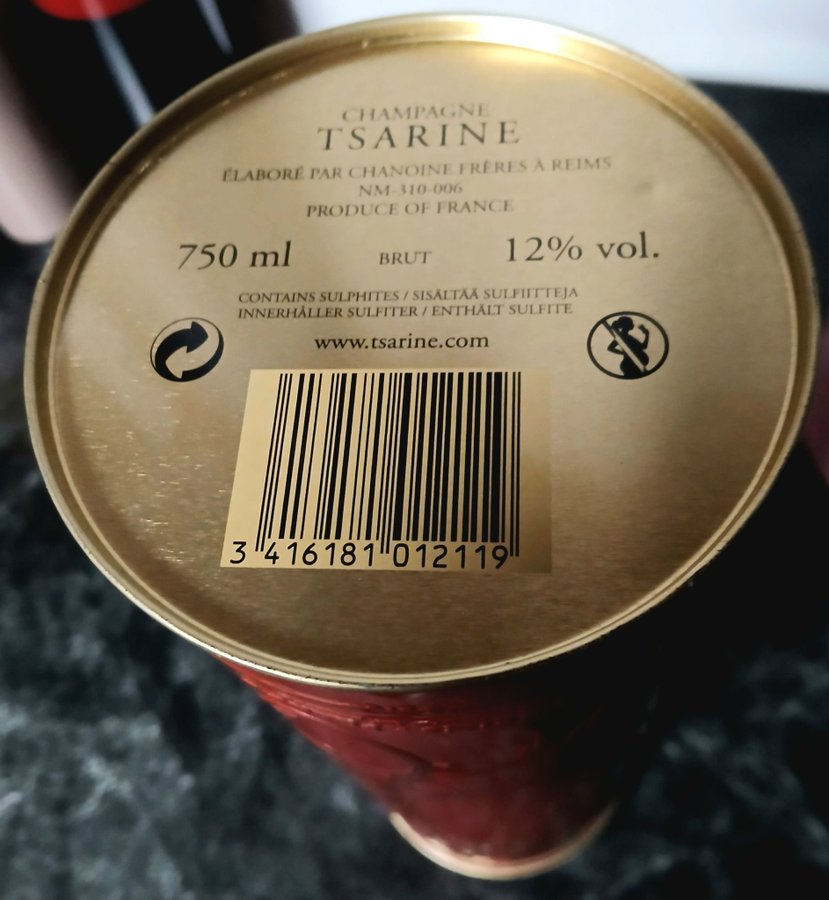 CHAMPAGNE
TSARINE
ÉLABORÉ PAR CHANOINE FRÈRES À REIMS
NM-310-006
PRODUCE OF FRANCE
750 ml BRUT 12% vol.
CONTAINS SULPHITES / SISÄLTÄÄ SULFIITTEJA
INNERHÅLLER SULFITER / ENTHÄLT SULFITE
www.tsarine.com
3 416181 012119